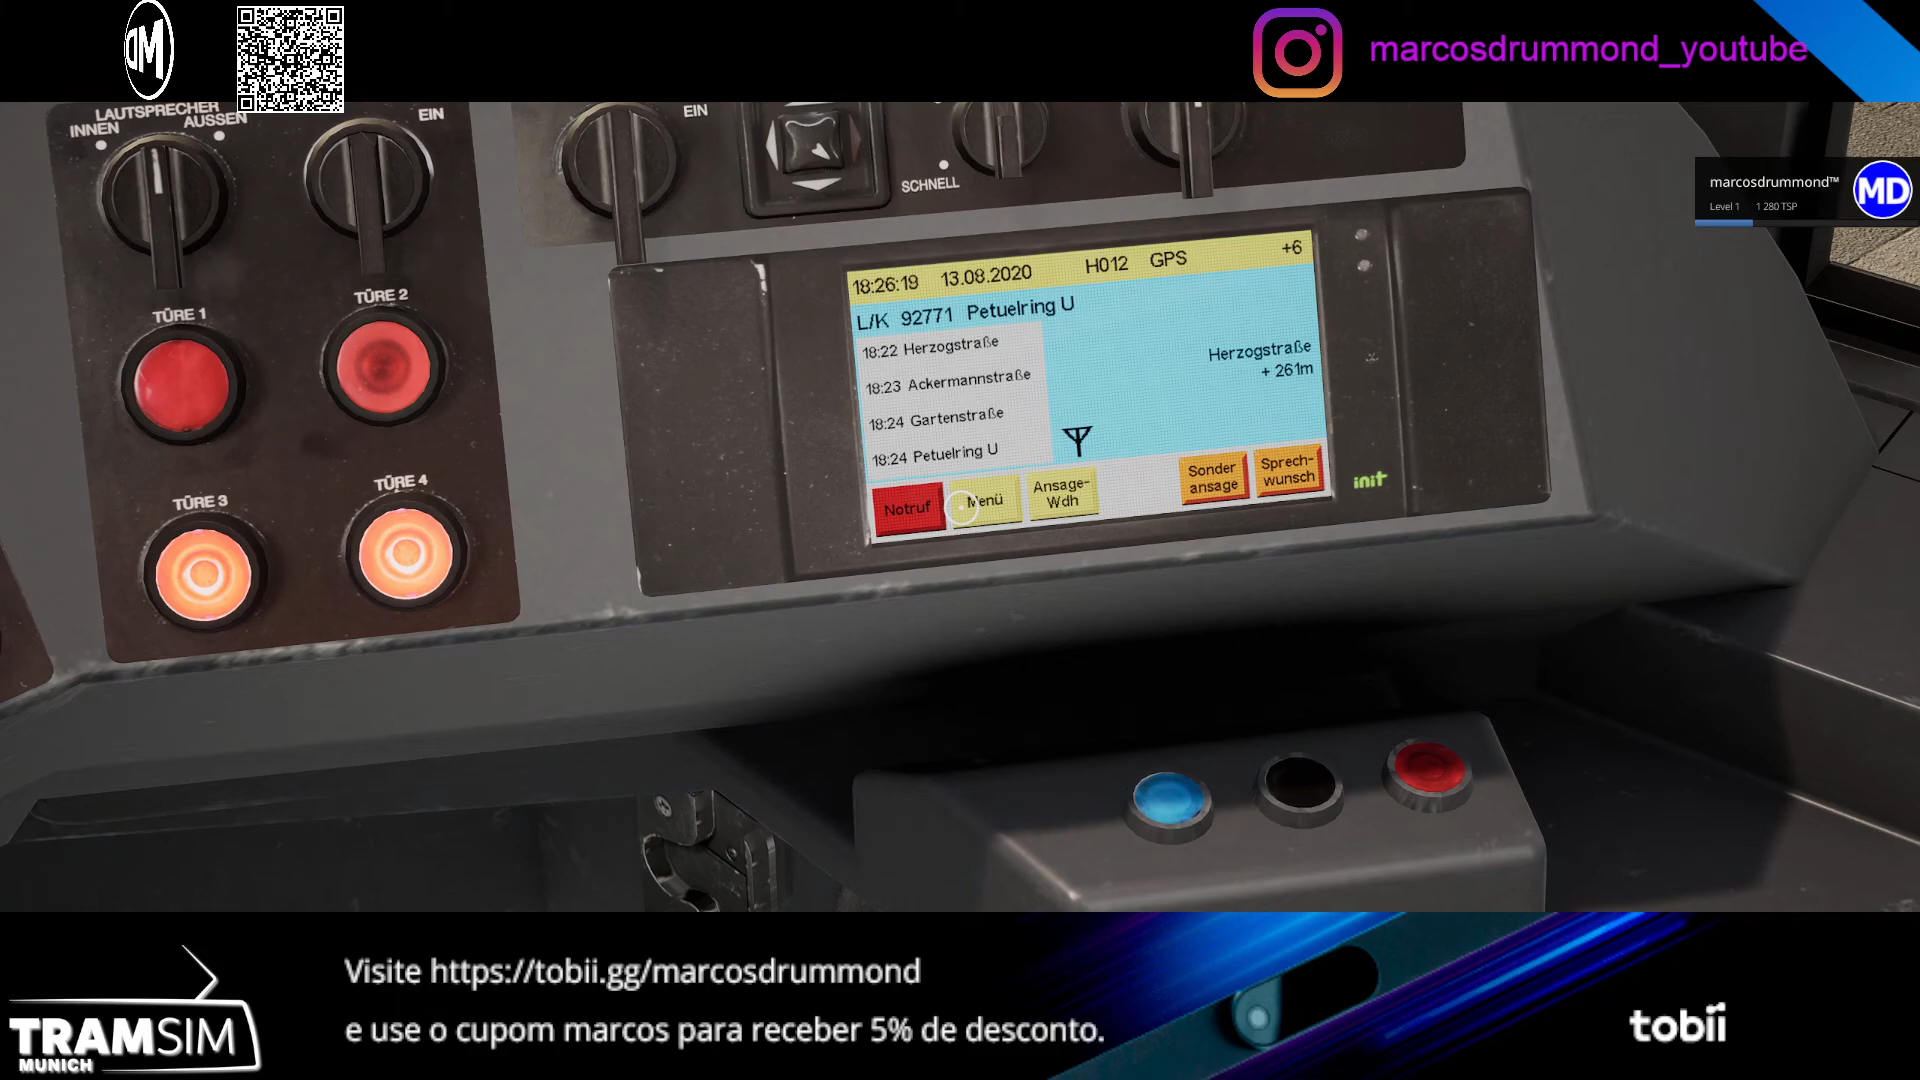 DM
marcosdrummond_youtube
LAUTSPRECHER
INNEN
AUSSEN
EIN
EIN
SCHNELL
marcosdrummond™
Level 1 1 280 TSP
MD
TÜRE 1
TÜRE 2
TÜRE 3
TÜRE 4
18:26:19 13.08.2020 H012 GPS +6
L/K 92771 Petuelring U
18:22 Herzogstraße
18:23 Ackermannstraße
18:24 Gartenstraße
18:24 Petuelring U
Herzogstraße
+ 261m
Notruf
Menü
Ansage-
Wdh
Sonder
ansage
Sprech-
wunsch
init
Visite https://tobii.gg/marcosdrummond
e use o cupom marcos para receber 5% de desconto.
TRAMSIM
MUNICH
tobii